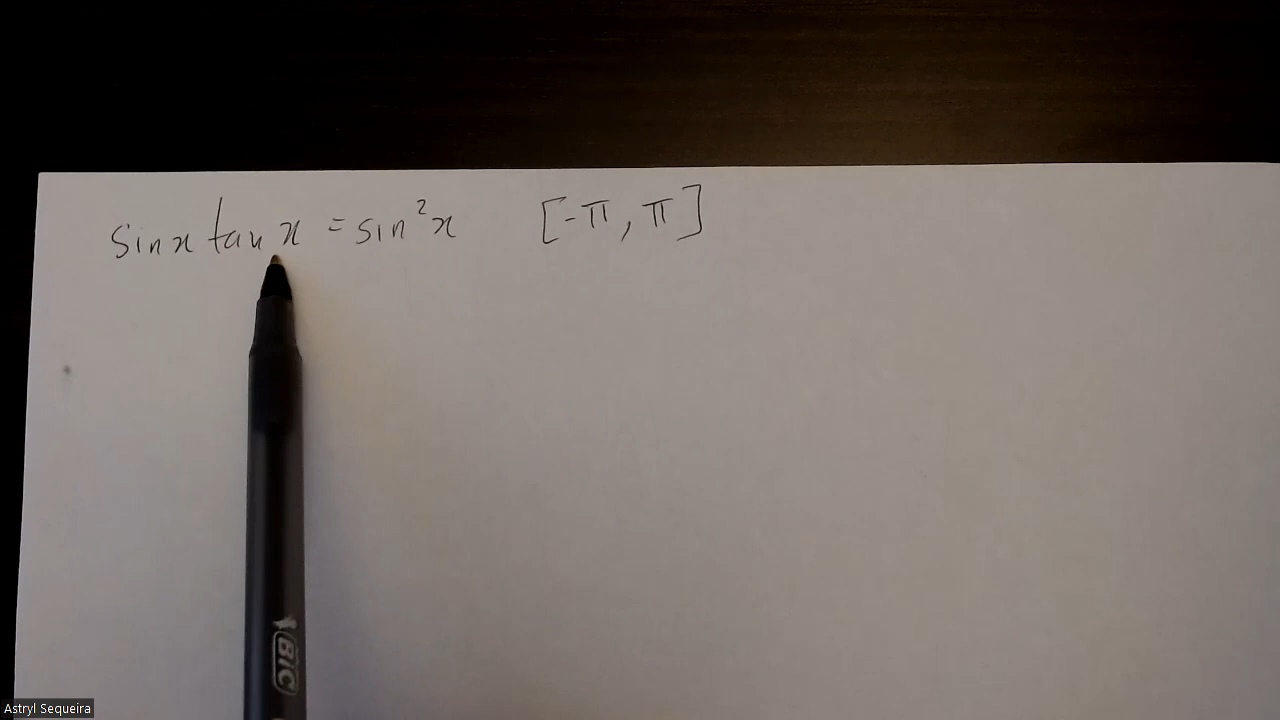 sin x tan x = sin²x [-π, π]
BIC
Astryl Sequeira